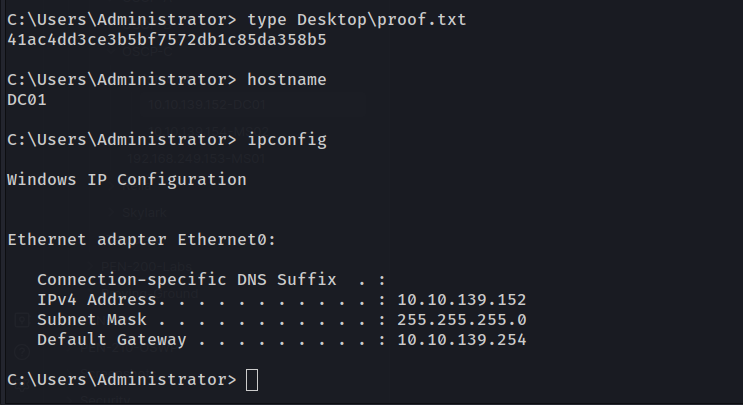 C:\Users\Administrator> type Desktop\proof.txt
41ac4dd3ce3b5bf7572db1c85da358b5
C:\Users\Administrator> hostname
DC01
C:\Users\Administrator> ipconfig
Windows IP Configuration
Ethernet adapter Ethernet0:
Connection-specific DNS Suffix  . :
IPv4 Address. . . . . . . . . . . : 10.10.139.152
Subnet Mask . . . . . . . . . . . : 255.255.255.0
Default Gateway . . . . . . . . . : 10.10.139.254
C:\Users\Administrator>